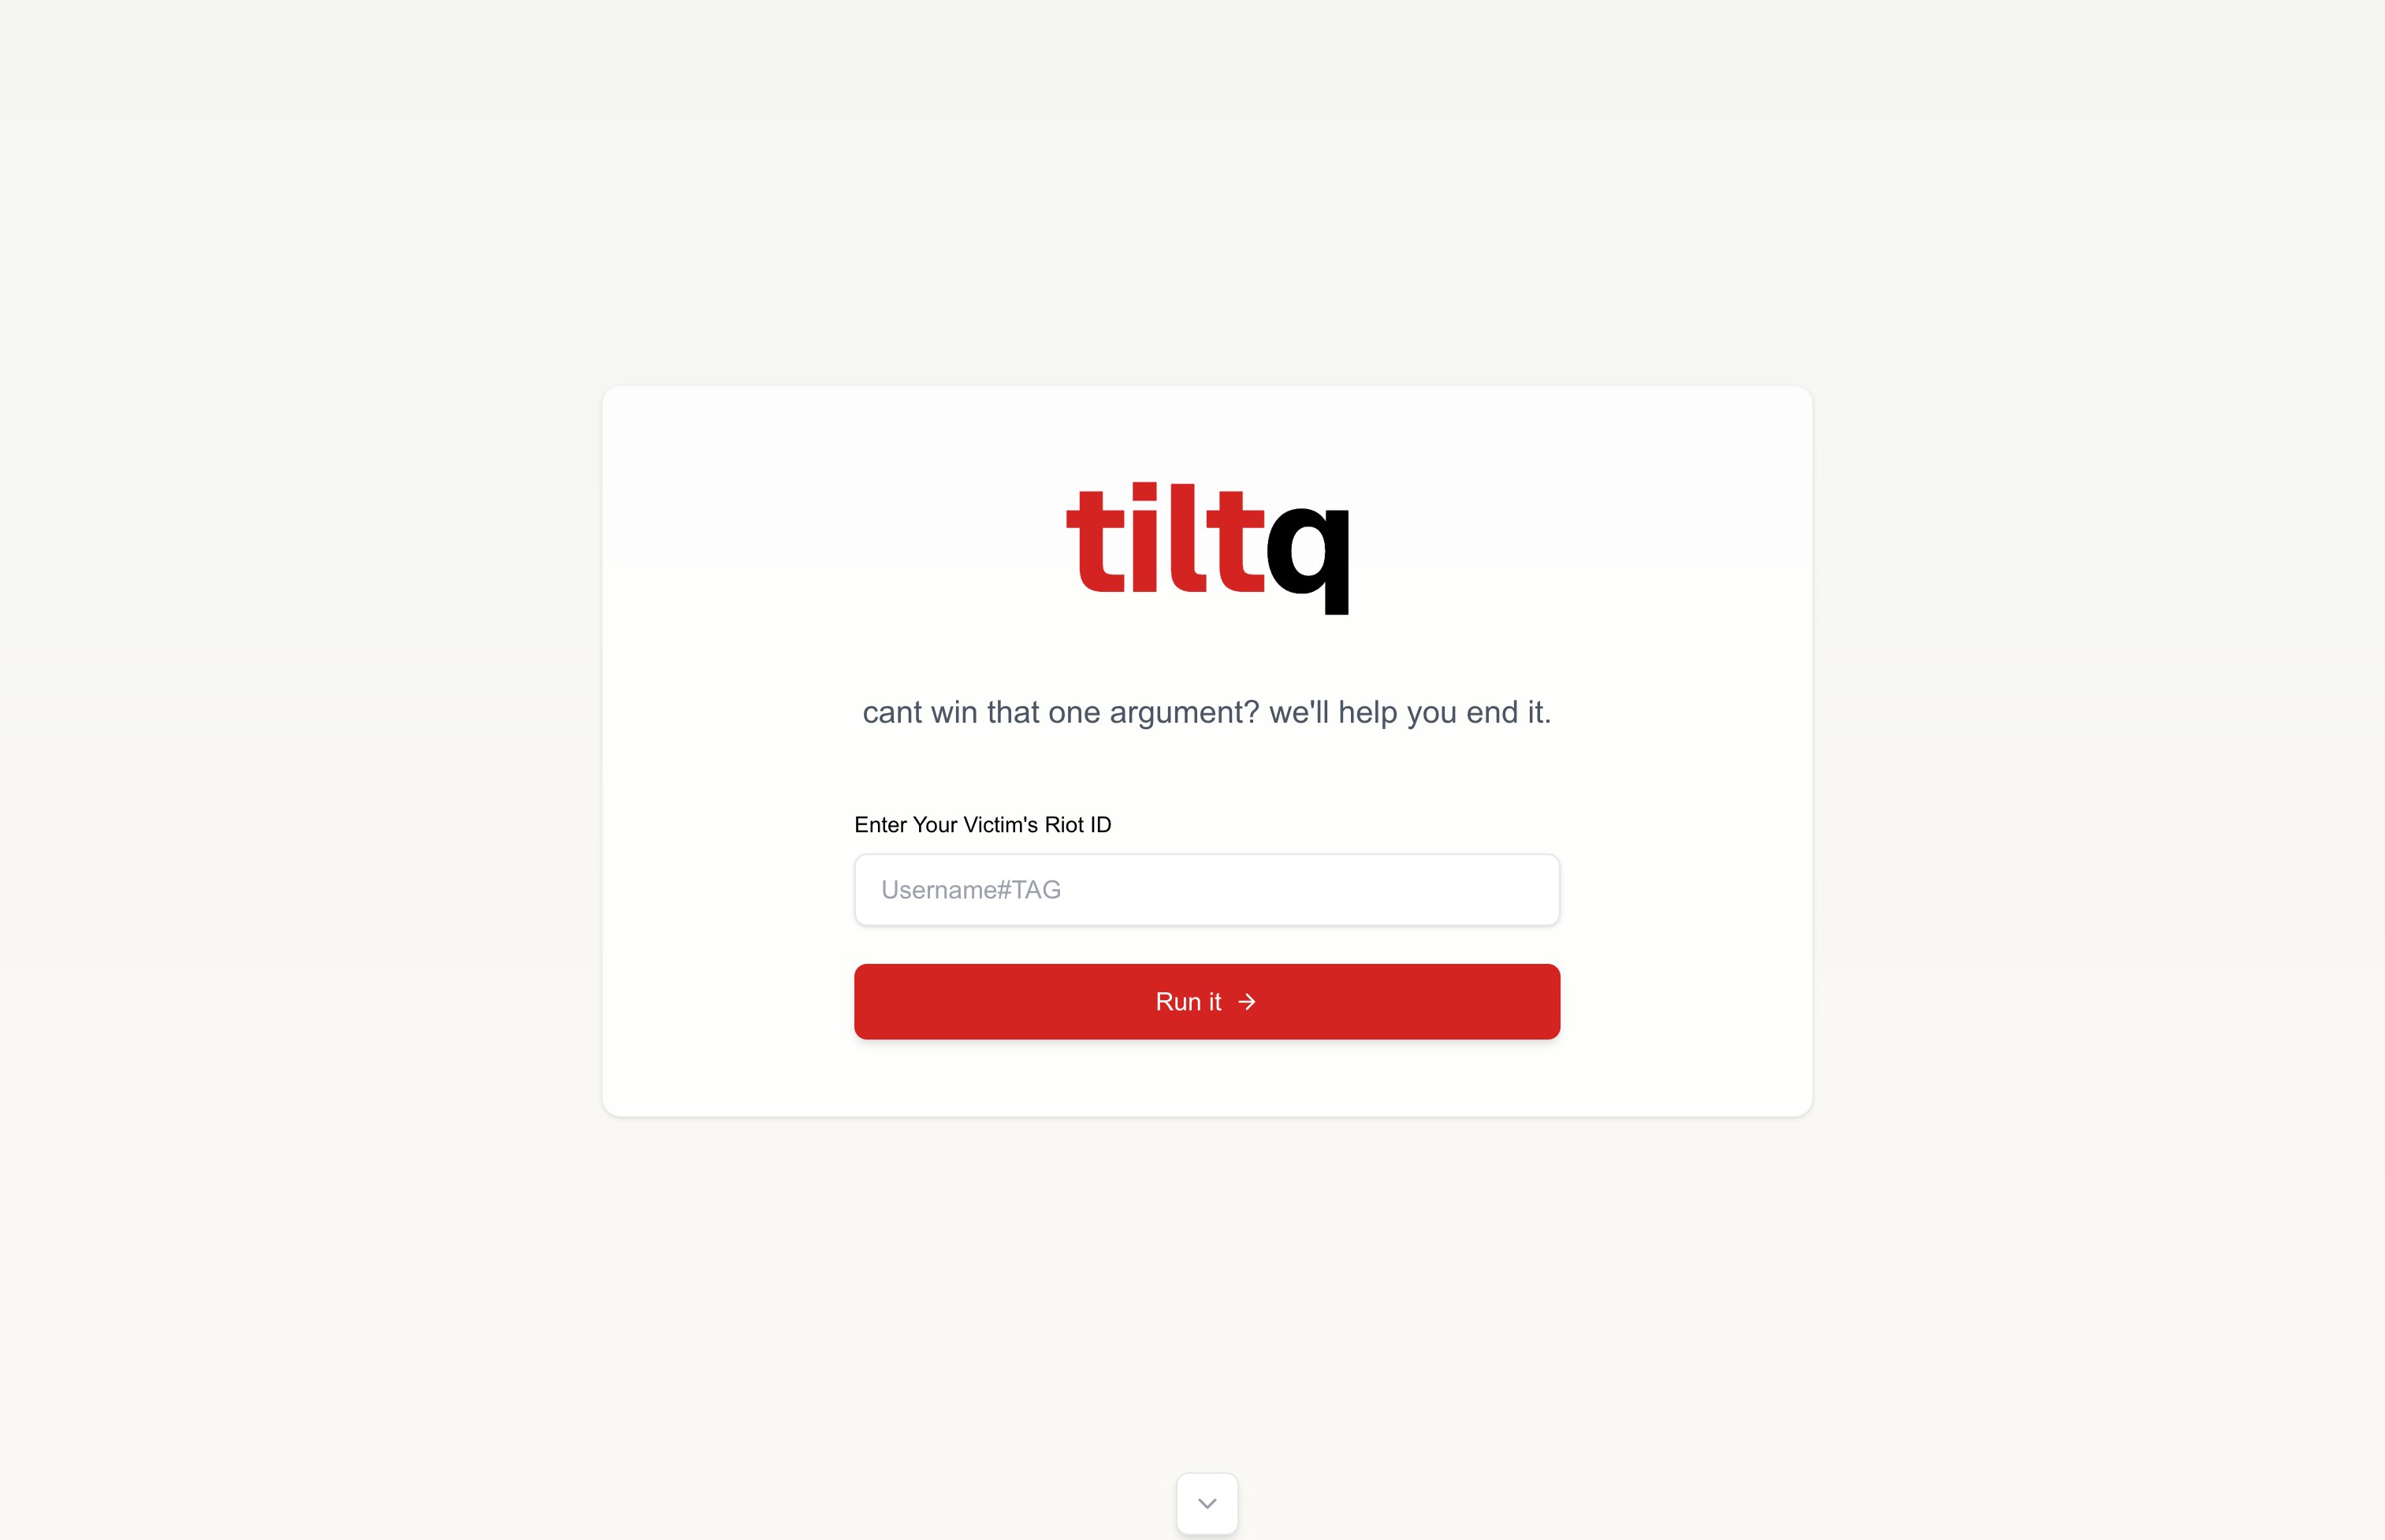 tiltq
cant win that one argument? we'll help you end it.
Enter Your Victim's Riot ID
Username#TAG
Run it →